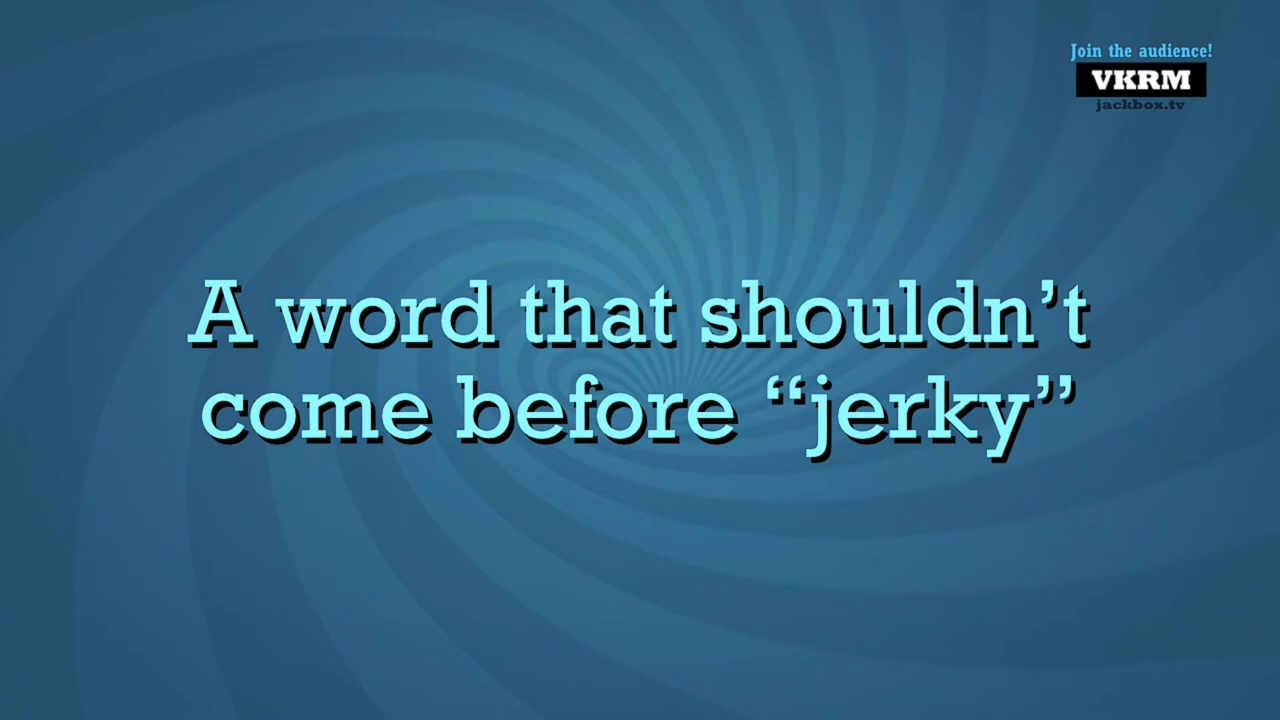 Join the audience!
VKRM
jackbox.tv
A word that shouldn’t
come before “jerky”